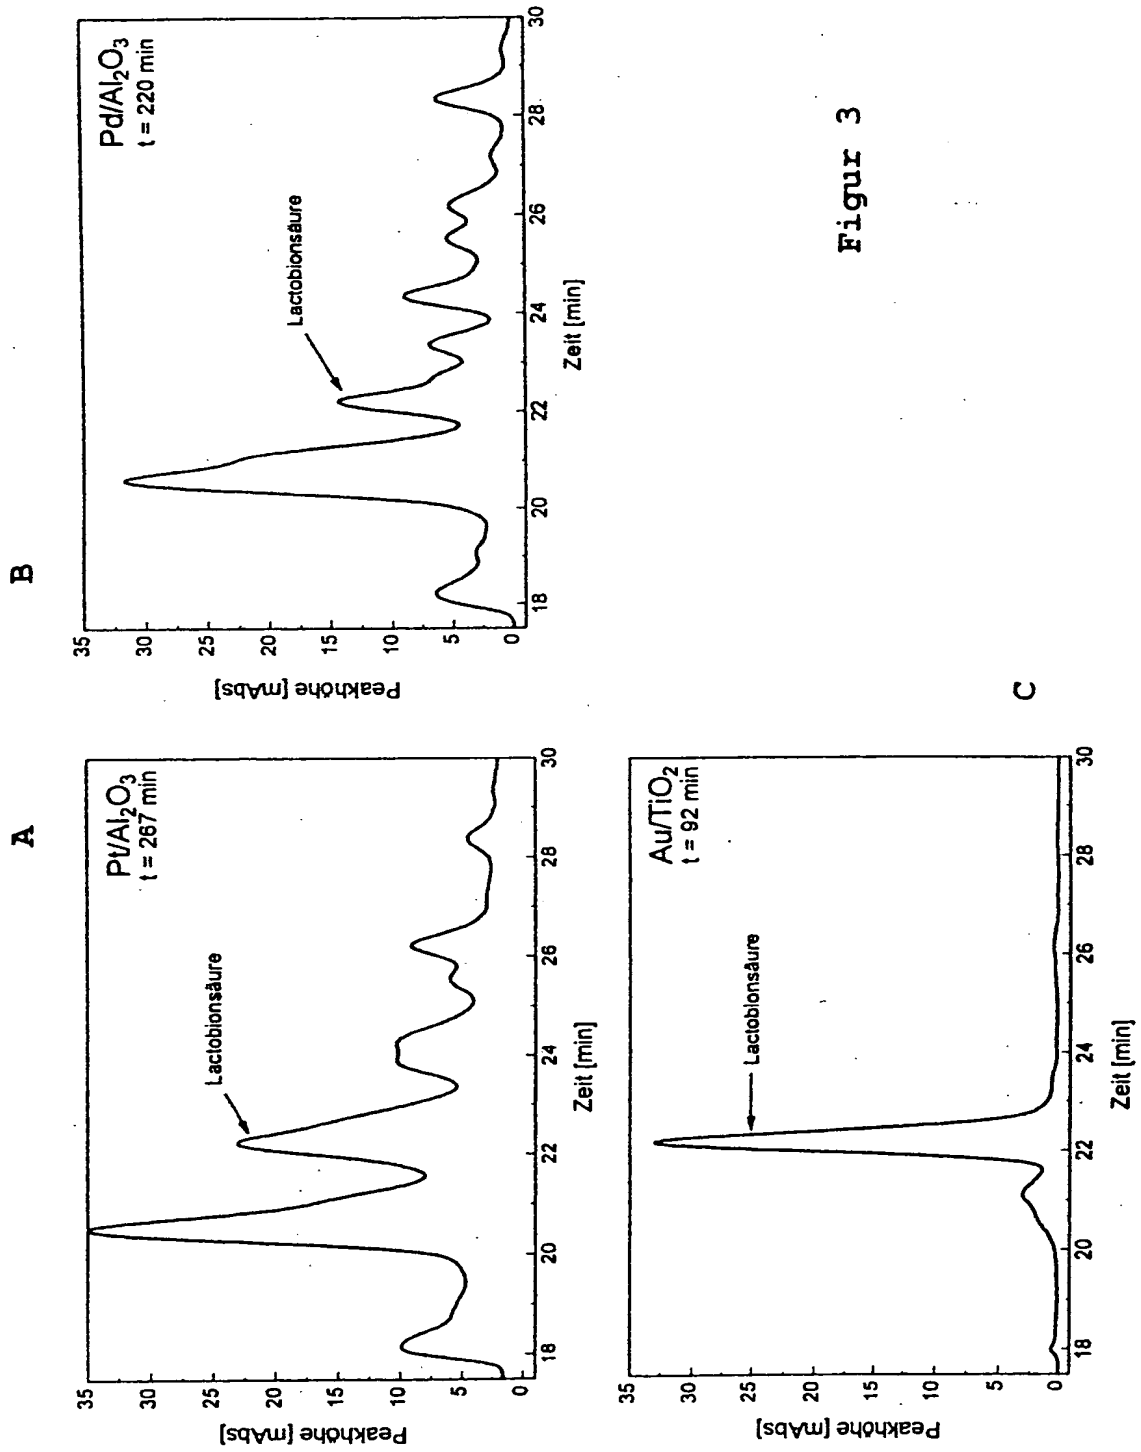 A
Pt/Al₂O₃
t = 267 min
Lactobionsäure
Peakhöhe [mAbs]
35
30
25
20
15
10
5
0
18 20 22 24 26 28 30
Zeit [min]
B
Pd/Al₂O₃
t = 220 min
Lactobionsäure
Peakhöhe [mAbs]
35
30
25
20
15
10
5
0
18 20 22 24 26 28 30
Zeit [min]
C
Au/TiO₂
t = 92 min
Lactobionsäure
Peakhöhe [mAbs]
35
30
25
20
15
10
5
0
18 20 22 24 26 28 30
Zeit [min]
Figur 3